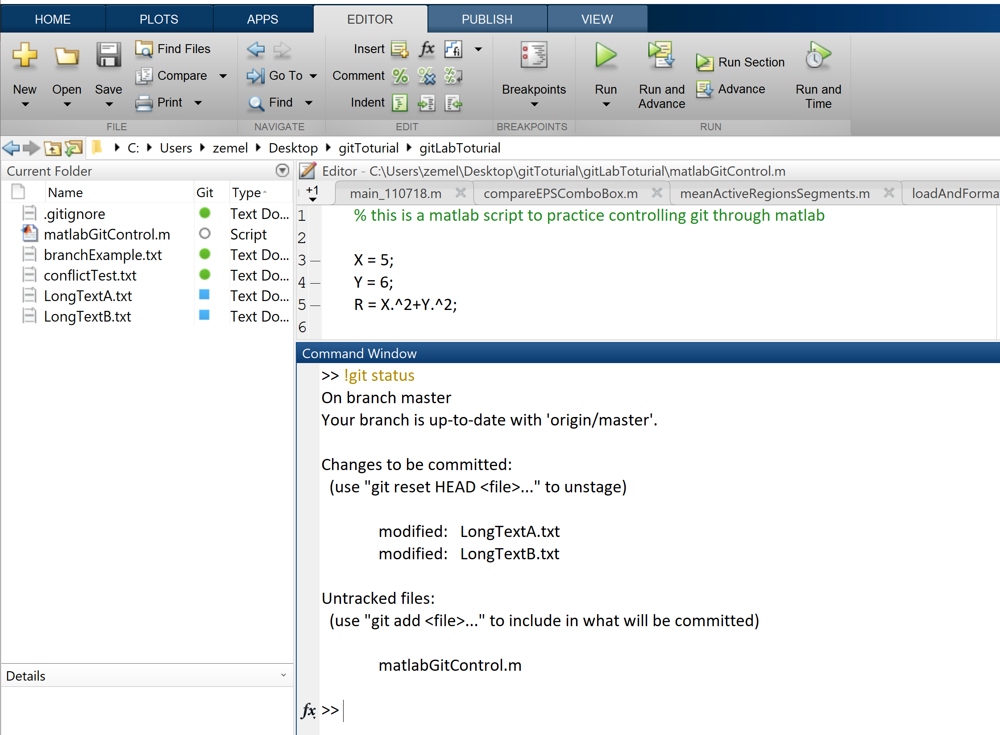 HOME PLOTS APPS EDITOR PUBLISH VIEW
New Open Save Find Files Compare Print
FILE
Go To Find
NAVIGATE
Insert fx fi
Comment % % %
Indent
EDIT
Breakpoints
BREAKPOINTS
Run Run and Advance Run Section Advance Run and Time
RUN
C: Users zemel Desktop gitToturial gitLabToturial
Current Folder
Name Git Type
.gitignore Text Do...
matlabGitControl.m Script
branchExample.txt Text Do...
conflictTest.txt Text Do...
LongTextA.txt Text Do...
LongTextB.txt Text Do...
Details
Editor - C:\Users\zemel\Desktop\gitToturial\gitLabToturial\matlabGitControl.m
+1 main_110718.m compareEPSComboBox.m meanActiveRegionsSegments.m loadAndForma
1 % this is a matlab script to practice controlling git through matlab
2
3 X = 5;
4 Y = 6;
5 R = X.^2+Y.^2;
6
Command Window
>> !git status
On branch master
Your branch is up-to-date with 'origin/master'.
Changes to be committed:
(use "git reset HEAD <file>..." to unstage)
modified: LongTextA.txt
modified: LongTextB.txt
Untracked files:
(use "git add <file>..." to include in what will be committed)
matlabGitControl.m
fx >>